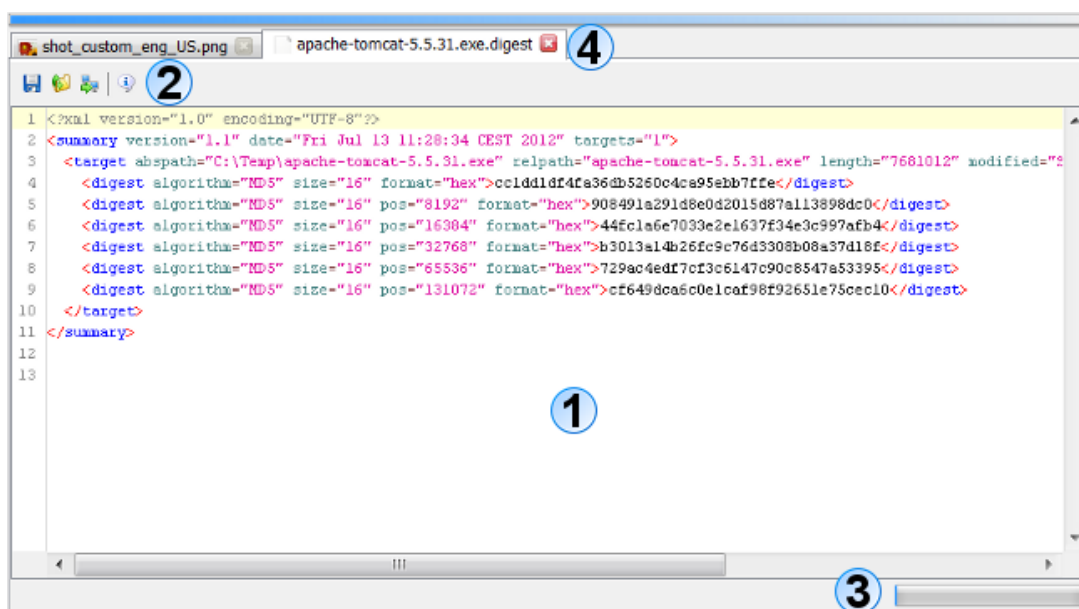 shot_custom_eng_US.png apache-tomcat-5.5.31.exe.digest 4
2
1 <?xml version="1.0" encoding="UTF-8"?>
2 <summary version="1.1" date="Fri Jul 13 11:28:34 CEST 2012" targets="1">
3 <target abspath="C:\Temp\apache-tomcat-5.5.31.exe" relpath="apache-tomcat-5.5.31.exe" length="7681012" modified="
4 <digest algorithm="MD5" size="16" format="hex">cc1dd1df4fa36db5260c4ca95ebb7ffe</digest>
5 <digest algorithm="MD5" size="16" pos="8192" format="hex">908491a291d8e0d2015d87a113898dc0</digest>
6 <digest algorithm="MD5" size="16" pos="16384" format="hex">44fc1a6e7033e2e1637f34e3c997afb4</digest>
7 <digest algorithm="MD5" size="16" pos="32768" format="hex">b3013a14b26fc9c76d3308b08a37d18f</digest>
8 <digest algorithm="MD5" size="16" pos="65536" format="hex">729ac4edf7cf3c6147c90c8547a53395</digest>
9 <digest algorithm="MD5" size="16" pos="131072" format="hex">cf649dca6c0e1caf98f92651e75cec10</digest>
10 </target>
11 </summary>
12
13
1
3